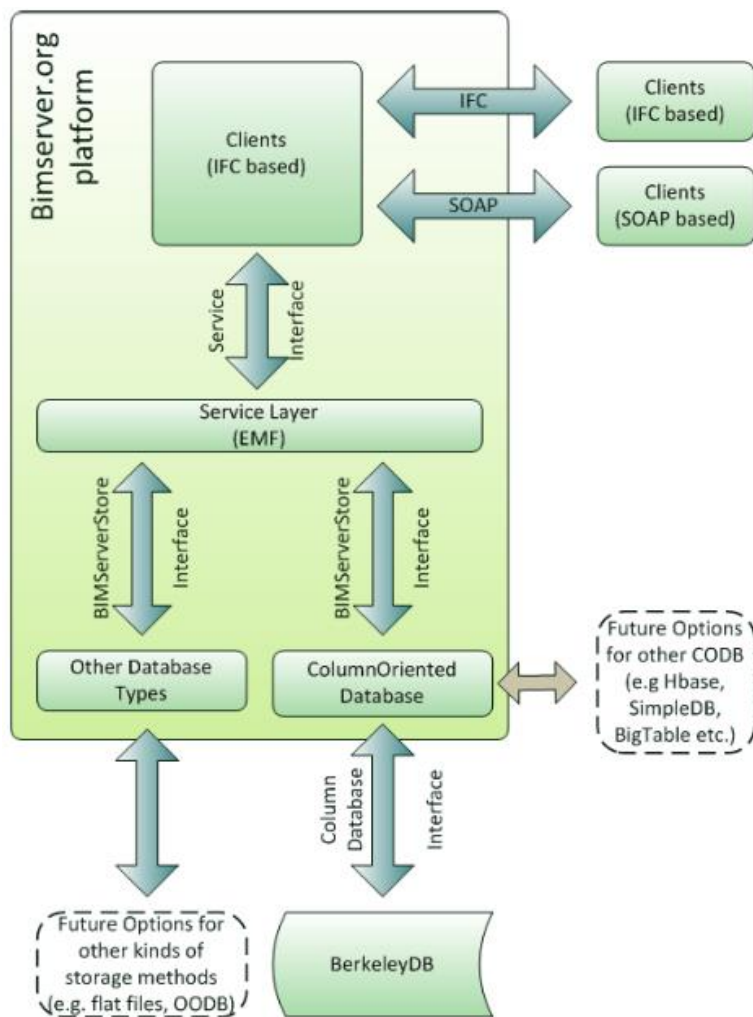 Bimserver.org
platform
Clients
(IFC based)
IFC
Clients
(IFC based)
SOAP
Clients
(SOAP based)
Service
Interface
Service Layer
(EMF)
BIMServerStore
Interface
BIMServerStore
Interface
Other Database
Types
ColumnOriented
Database
Future Options
for other CODB
(e.g Hbase,
SimpleDB,
BigTable etc.)
Column
Database
Interface
Future Options for
other kinds of
storage methods
(e.g. flat files, OODB)
BerkeleyDB